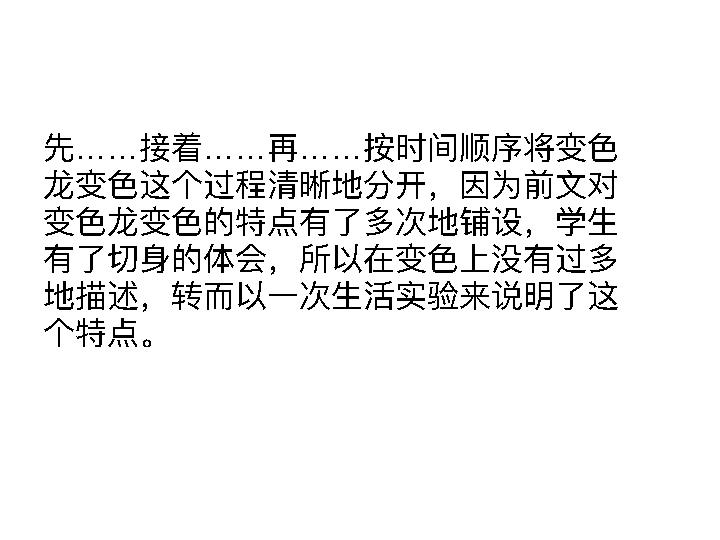 先……接着……再……按时间顺序将变色
龙变色这个过程清晰地分开，因为前文对
变色龙变色的特点有了多次地铺设，学生
有了切身的体会，所以在变色上没有过多
地描述，转而以一次生活实验来说明了这
个特点。